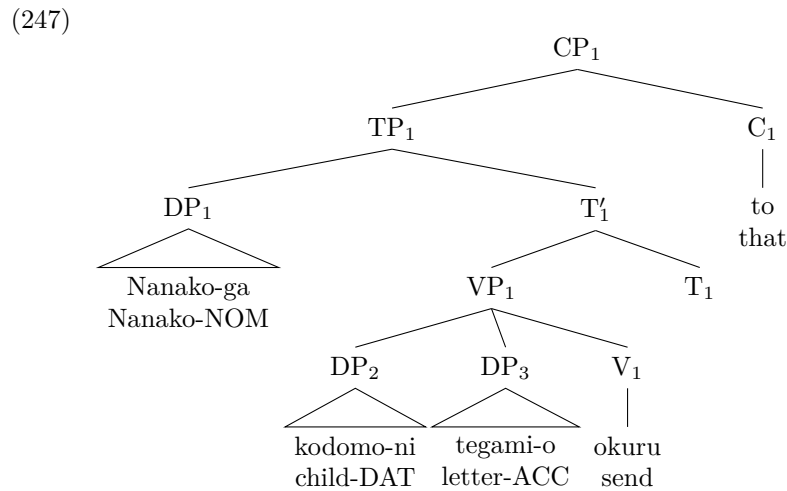 (247)
CP₁
TP₁ C₁
DP₁ T′₁ to
that
Nanako-ga VP₁ T₁
Nanako-NOM
DP₂ DP₃ V₁
kodomo-ni tegami-o okuru
child-DAT letter-ACC send